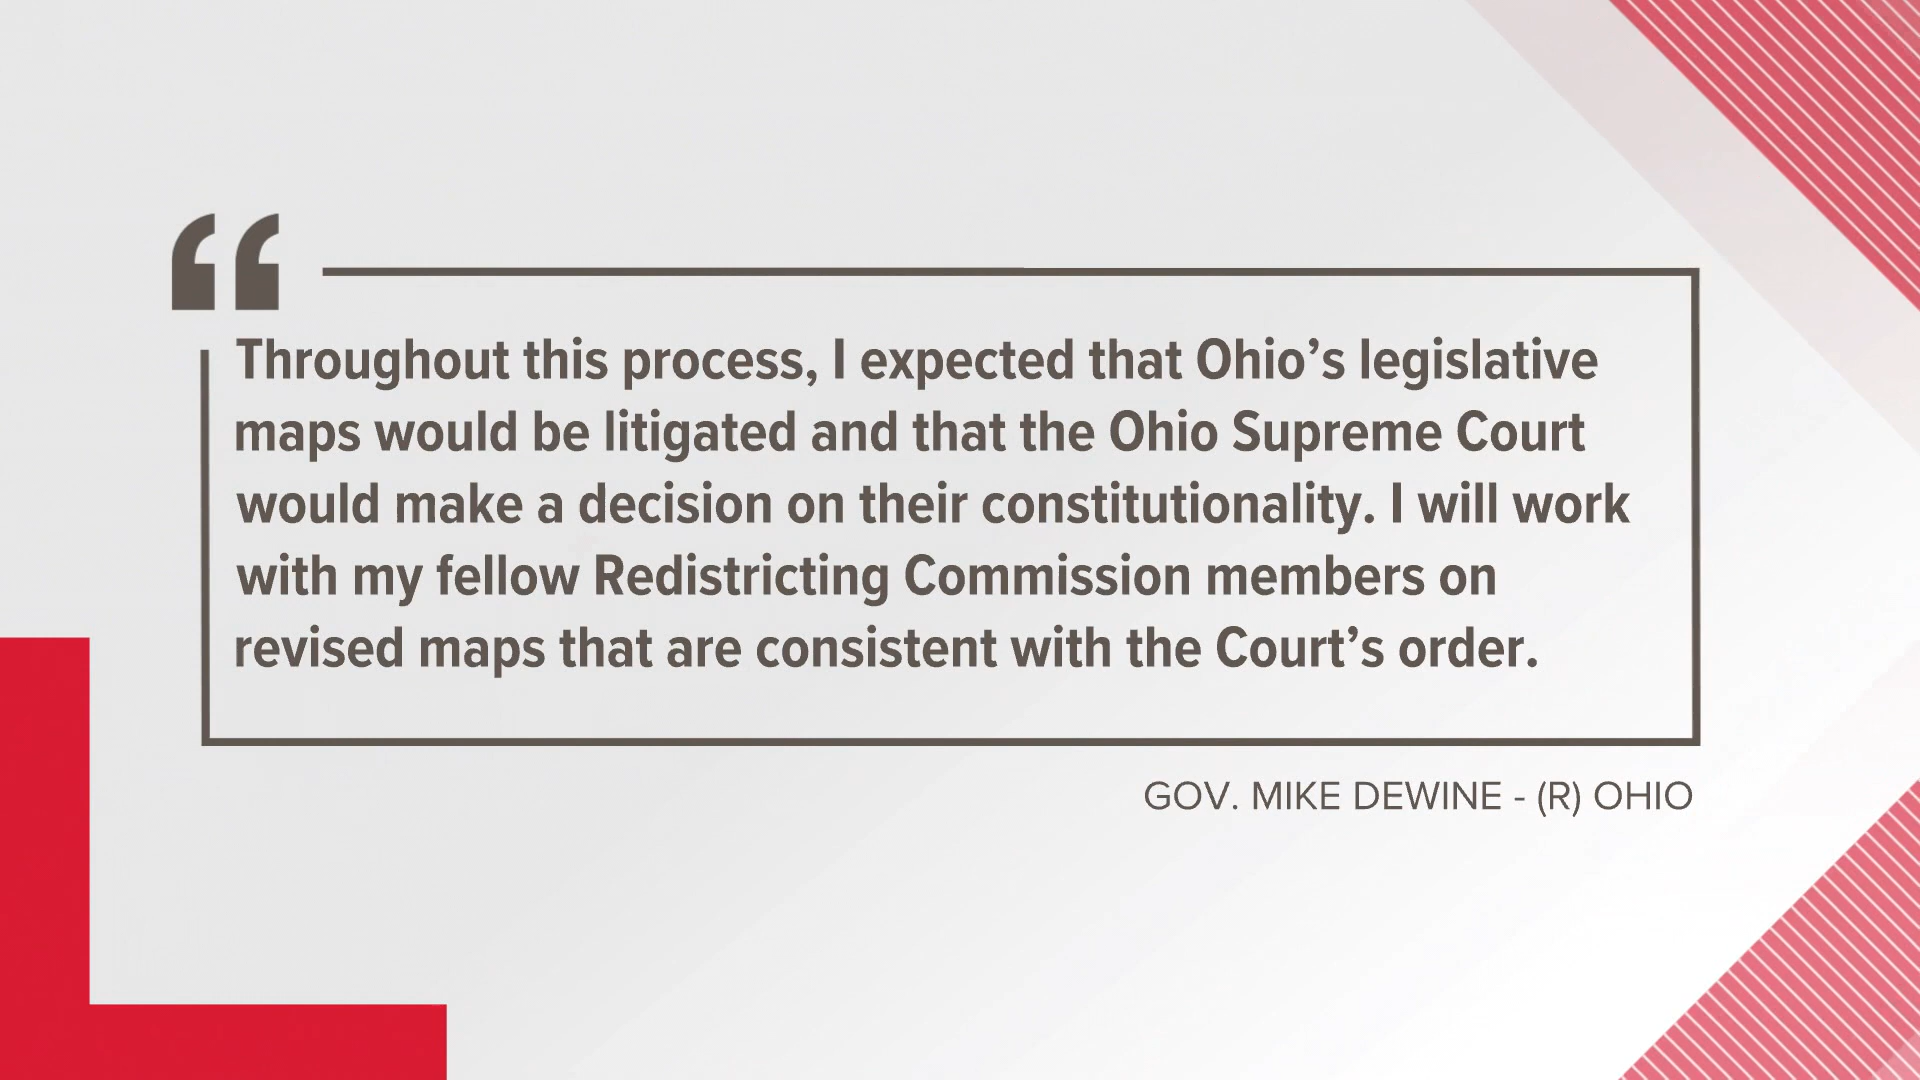 “
Throughout this process, I expected that Ohio’s legislative
maps would be litigated and that the Ohio Supreme Court
would make a decision on their constitutionality. I will work
with my fellow Redistricting Commission members on
revised maps that are consistent with the Court’s order.
GOV. MIKE DEWINE - (R) OHIO